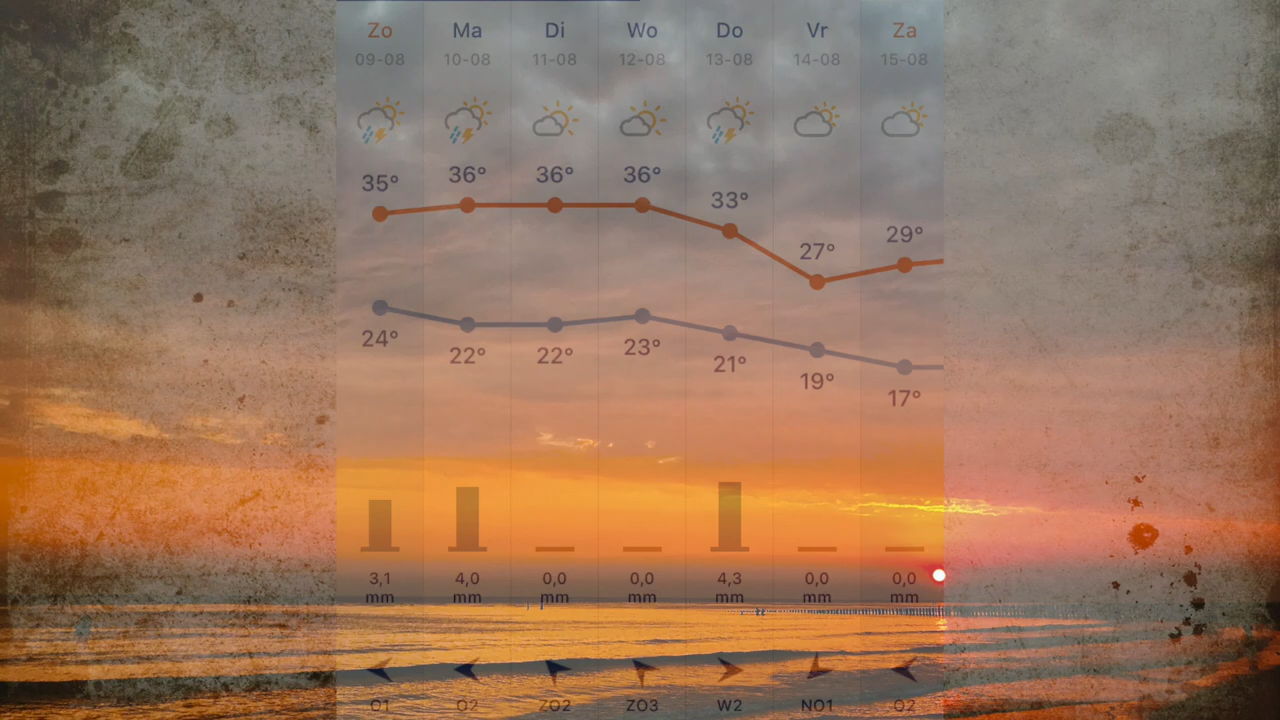 Zo Ma Di Wo Do Vr Za
09-08 10-08 11-08 12-08 13-08 14-08 15-08
35° 36° 36° 36° 33° 27° 29°
24° 22° 22° 23° 21° 19° 17°
3,1 4,0 0,0 0,0 4,3 0,0 0,0
mm mm mm mm mm mm mm
O1 O2 ZO2 ZO3 W2 NO1 O2